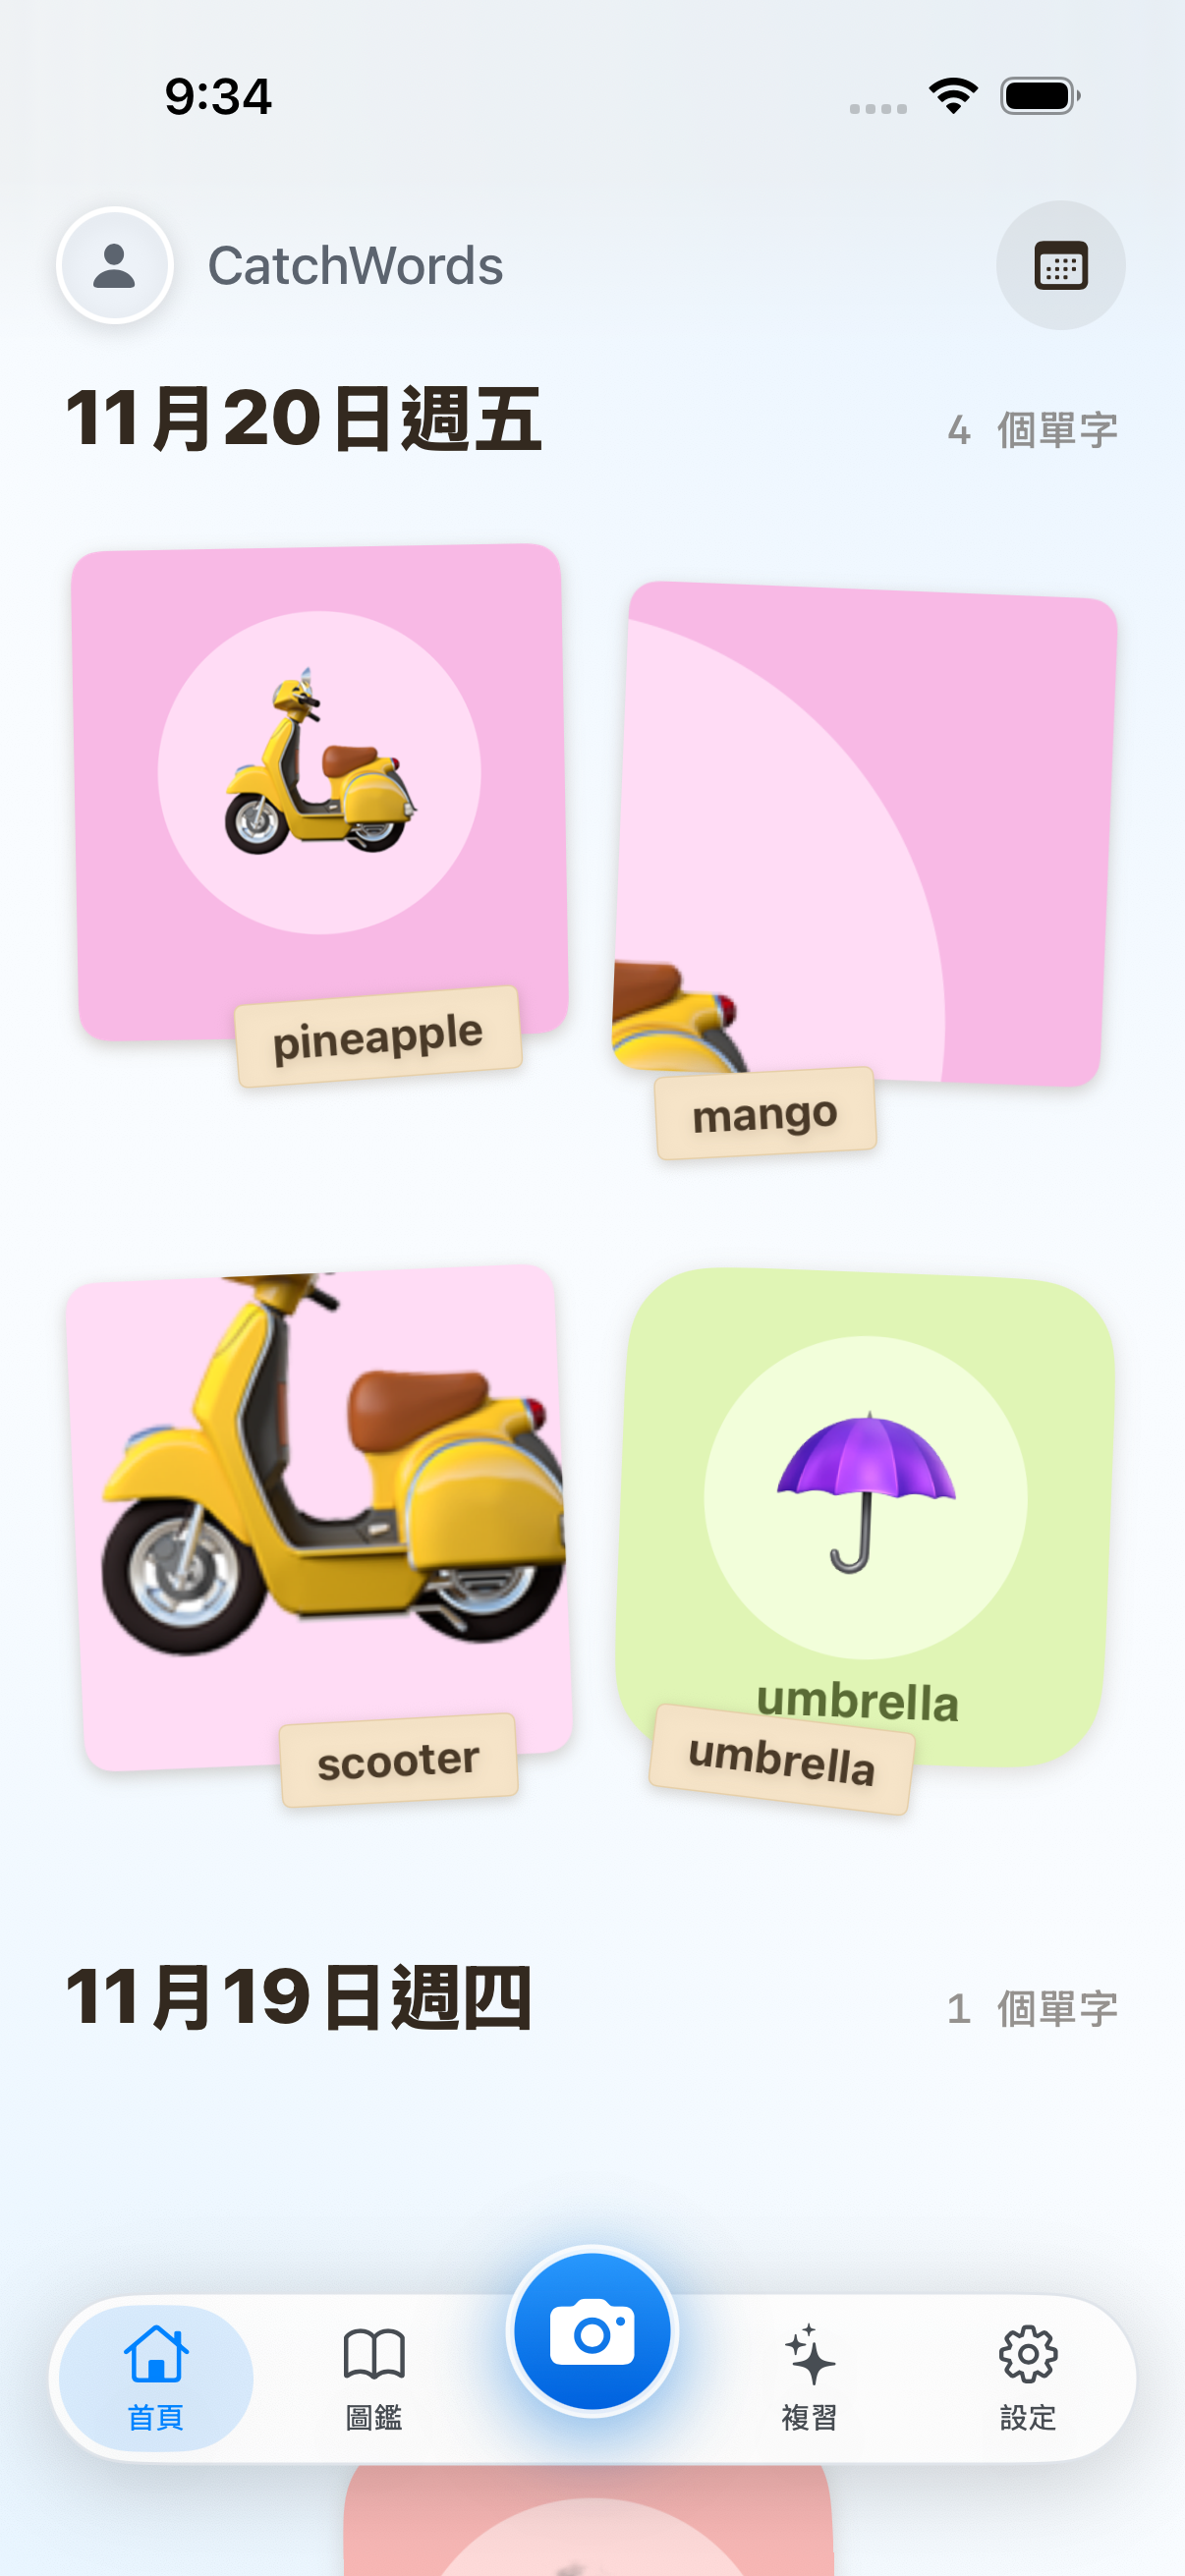 9:34
CatchWords
11月20日週五
4 個單字
pineapple
mango
scooter
umbrella
umbrella
11月19日週四
1 個單字
首頁
圖鑑
複習
設定